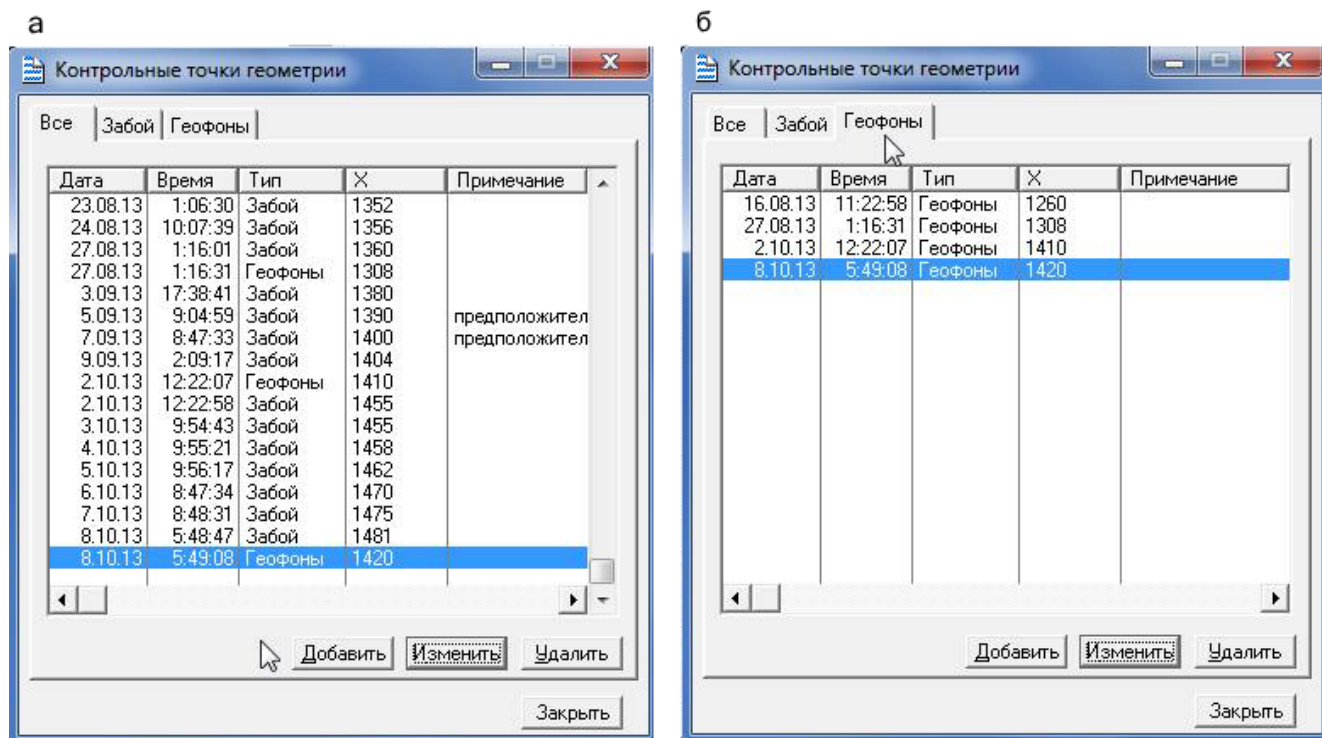 а
Контрольные точки геометрии
Все Забой Геофоны
Дата Время Тип X Примечание
23.08.13 1:06:30 Забой 1352
24.08.13 10:07:39 Забой 1356
27.08.13 1:16:01 Забой 1360
27.08.13 1:16:31 Геофоны 1308
3.09.13 17:38:41 Забой 1380
5.09.13 9:04:59 Забой 1390 предположител
7.09.13 8:47:33 Забой 1400 предположител
9.09.13 2:09:17 Забой 1404
2.10.13 12:22:07 Геофоны 1410
2.10.13 12:22:58 Забой 1455
3.10.13 9:54:43 Забой 1455
4.10.13 9:55:21 Забой 1458
5.10.13 9:56:17 Забой 1462
6.10.13 8:47:34 Забой 1470
7.10.13 8:48:31 Забой 1475
8.10.13 5:48:47 Забой 1481
8.10.13 5:49:08 Геофоны 1420
Добавить Изменить Удалить
Закрыть
б
Контрольные точки геометрии
Все Забой Геофоны
Дата Время Тип X Примечание
16.08.13 11:22:58 Геофоны 1260
27.08.13 1:16:31 Геофоны 1308
2.10.13 12:22:07 Геофоны 1410
8.10.13 5:49:08 Геофоны 1420
Добавить Изменить Удалить
Закрыть